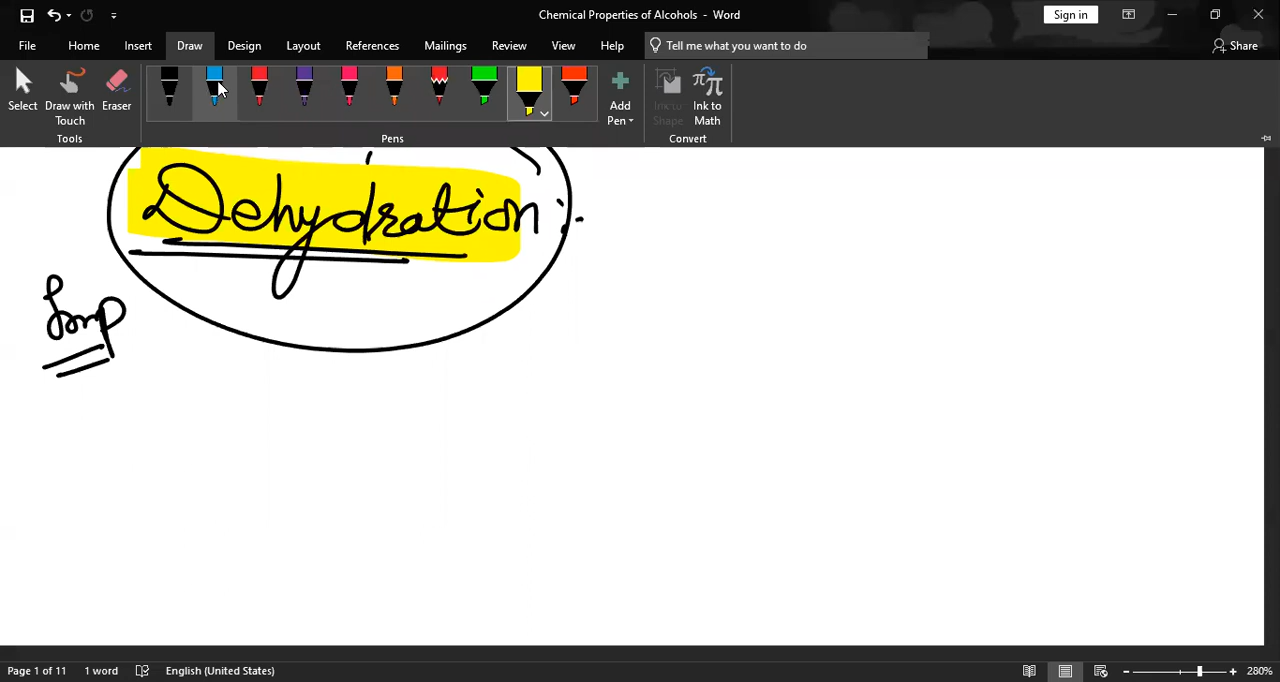 Chemical Properties of Alcohols - Word
Sign in
File Home Insert Draw Design Layout References Mailings Review View Help Tell me what you want to do Share
Select Draw with Touch Eraser Add Pen Ink to Shape Ink to Math
Tools Pens Convert
Dehydration :-
Imp
Page 1 of 11 1 word English (United States) 280%